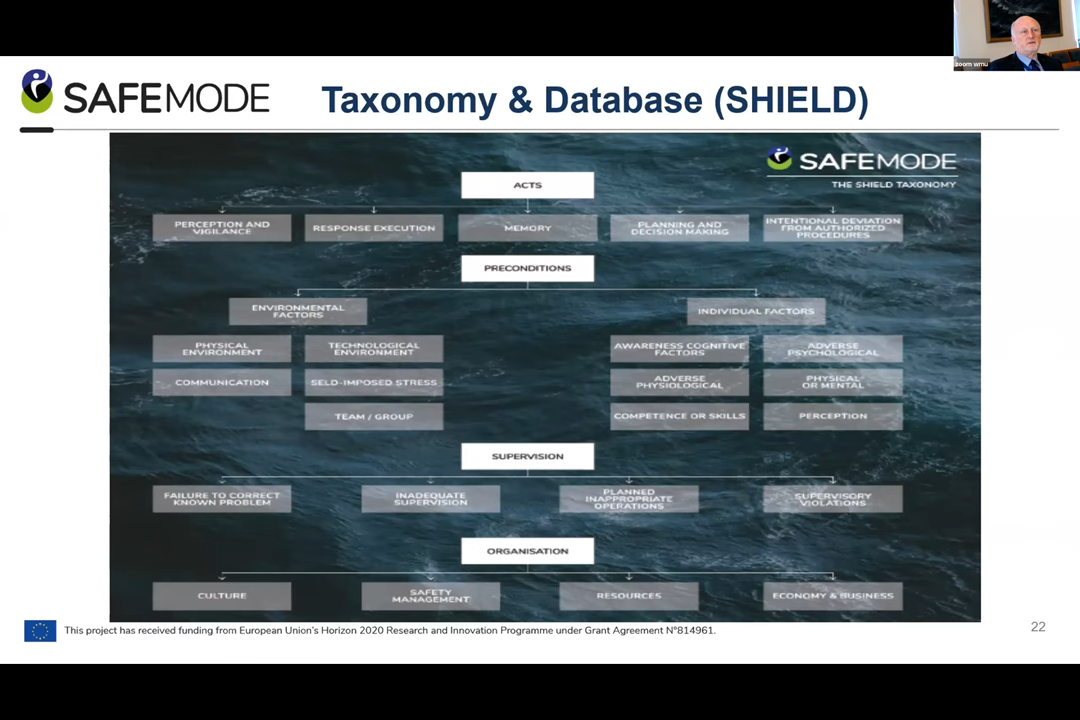 zoom wmu
SAFEMODE
Taxonomy & Database (SHIELD)
SAFEMODE
THE SHIELD TAXONOMY
ACTS
PERCEPTION AND
VIGILANCE
RESPONSE EXECUTION
MEMORY
PLANNING AND
DECISION MAKING
INTENTIONAL DEVIATION
FROM AUTHORIZED
PROCEDURES
PRECONDITIONS
ENVIRONMENTAL
FACTORS
INDIVIDUAL FACTORS
PHYSICAL
ENVIRONMENT
TECHNOLOGICAL
ENVIRONMENT
AWARENESS COGNITIVE
FACTORS
ADVERSE
PSYCHOLOGICAL
COMMUNICATION
SELD-IMPOSED STRESS
ADVERSE
PHYSIOLOGICAL
PHYSICAL
OR MENTAL
TEAM / GROUP
COMPETENCE OR SKILLS
PERCEPTION
SUPERVISION
FAILURE TO CORRECT
KNOWN PROBLEM
INADEQUATE
SUPERVISION
PLANNED
INAPPROPRIATE
OPERATIONS
SUPERVISORY
VIOLATIONS
ORGANISATION
CULTURE
SAFETY
MANAGEMENT
RESOURCES
ECONOMY & BUSINESS
This project has received funding from European Union's Horizon 2020 Research and Innovation Programme under Grant Agreement N°814961.
22